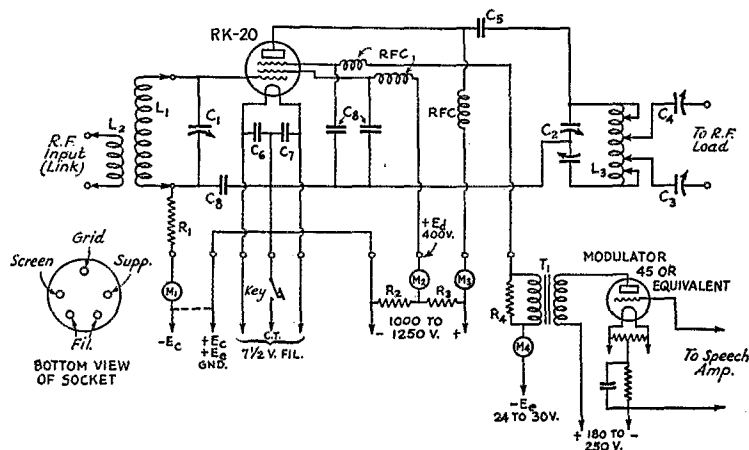 RK-20
RFC₁
C5
L2
L1
C1
C6
C7
C8
RFC
C2
L3
C4
C3
R.F.
Input
(Link)
To R.F.
Load
C8
R1
+Ed
400V.
Grid
Screen
Supp.
Fil.
BOTTOM VIEW
OF SOCKET
M1
Key
M2
M3
R2
R3
R4
T1
M4
MODULATOR
45 OR
EQUIVALENT
To Speech
Amp.
-Ec
+Ec
+Ee
GND.
C.T.
7½ V. FIL.
1000 TO
1250 V.
- +
-Ee
24 TO 30V.
+ 180 TO -
250 V.